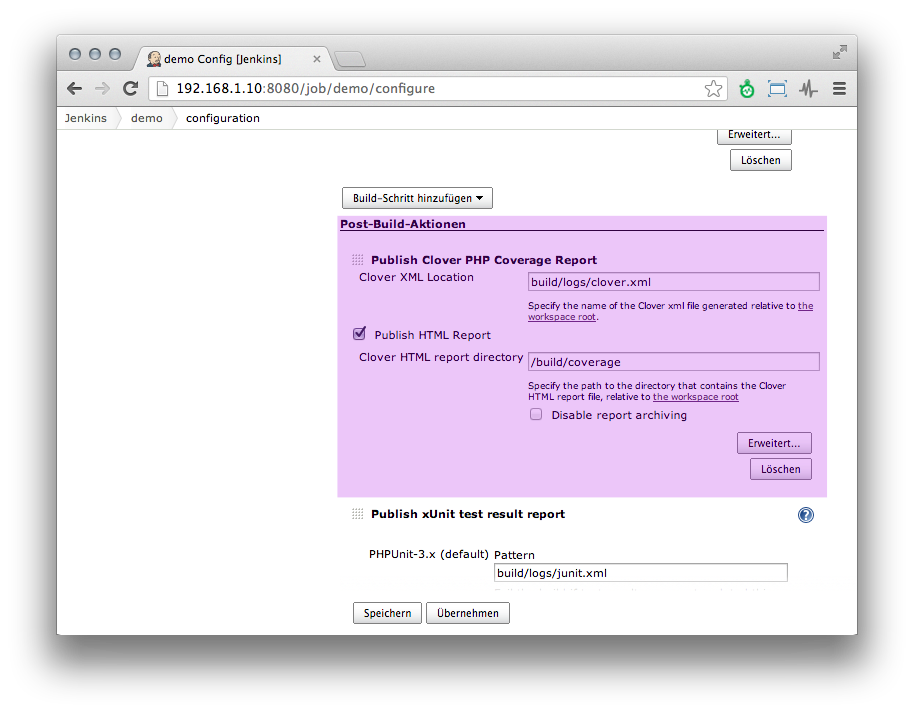 demo Config [Jenkins]
192.168.1.10:8080/job/demo/configure
Jenkins demo configuration
Erweitert...
Löschen
Build-Schritt hinzufügen
Post-Build-Aktionen
Publish Clover PHP Coverage Report
Clover XML Location
build/logs/clover.xml
Specify the name of the Clover xml file generated relative to the
workspace root.
Publish HTML Report
Clover HTML report directory
/build/coverage
Specify the path to the directory that contains the Clover
HTML report file, relative to the workspace root
Disable report archiving
Erweitert...
Löschen
Publish xUnit test result report
PHPUnit-3.x (default) Pattern
build/logs/junit.xml
Speichern Übernehmen